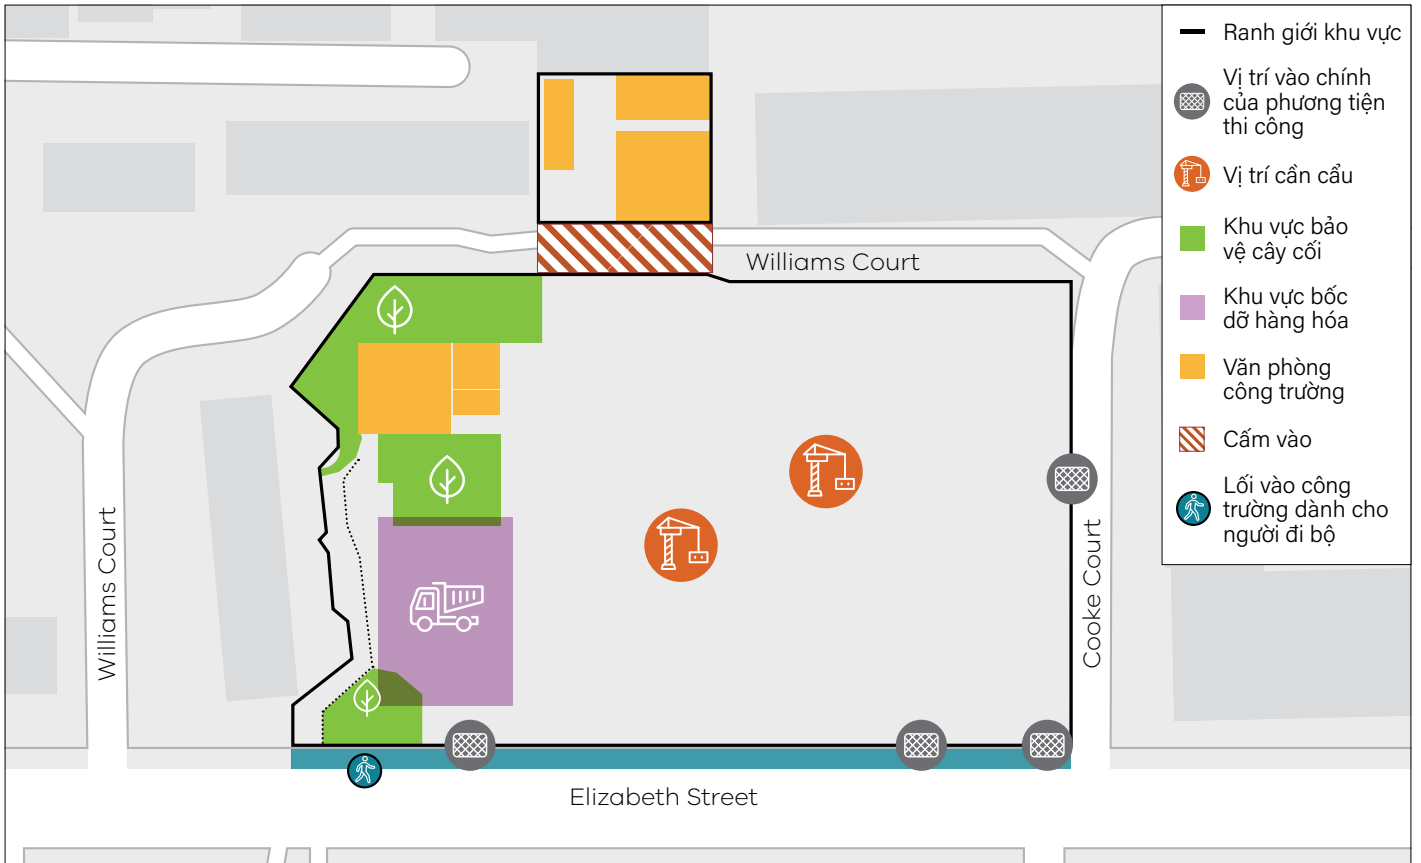 Ranh giới khu vực
Vị trí vào chính
của phương tiện
thi công
Vị trí cần cẩu
Khu vực bảo
vệ cây cối
Khu vực bốc
dỡ hàng hóa
Văn phòng
công trường
Cấm vào
Lối vào công
trường dành cho
người đi bộ
Williams Court
Williams Court
Cooke Court
Elizabeth Street